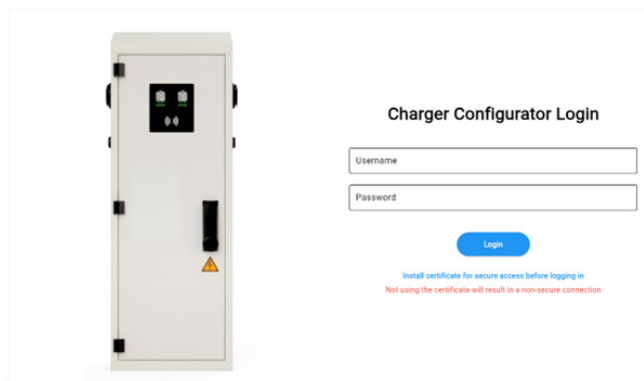 Charger Configurator Login
Username
Password
Login
Install certificate for secure access before logging in
Not using the certificate will result in a non-secure connection